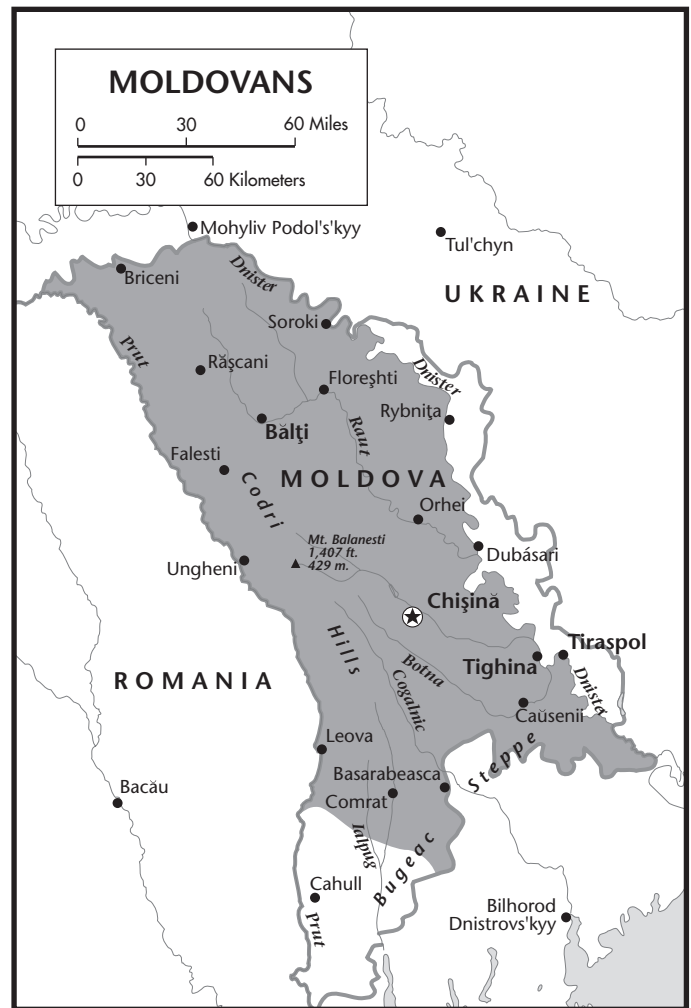 MOLDOVANS
0 30 60 Miles
0 30 60 Kilometers
Mohyliv Podol's'kyy
Tul'chyn
Briceni
Dnister
UKRAINE
Soroki
Prut
Răşcani
Floreşhti
Dnister
Rybniţa
Bălţi
Raut
Falesti
Codri
MOLDOVA
Orhei
Mt. Balanesti
1,407 ft.
429 m.
Dubásari
Ungheni
Chişină
Hills
Tiraspol
Tighina
ROMANIA
Botna
Cogalnic
Dnister
Caŭsenii
Leova
Steppe
Basarabeasca
Bacău
Comrat
Ialpug
Bugeac
Cahull
Prut
Bilhorod
Dnistrovs'kyy